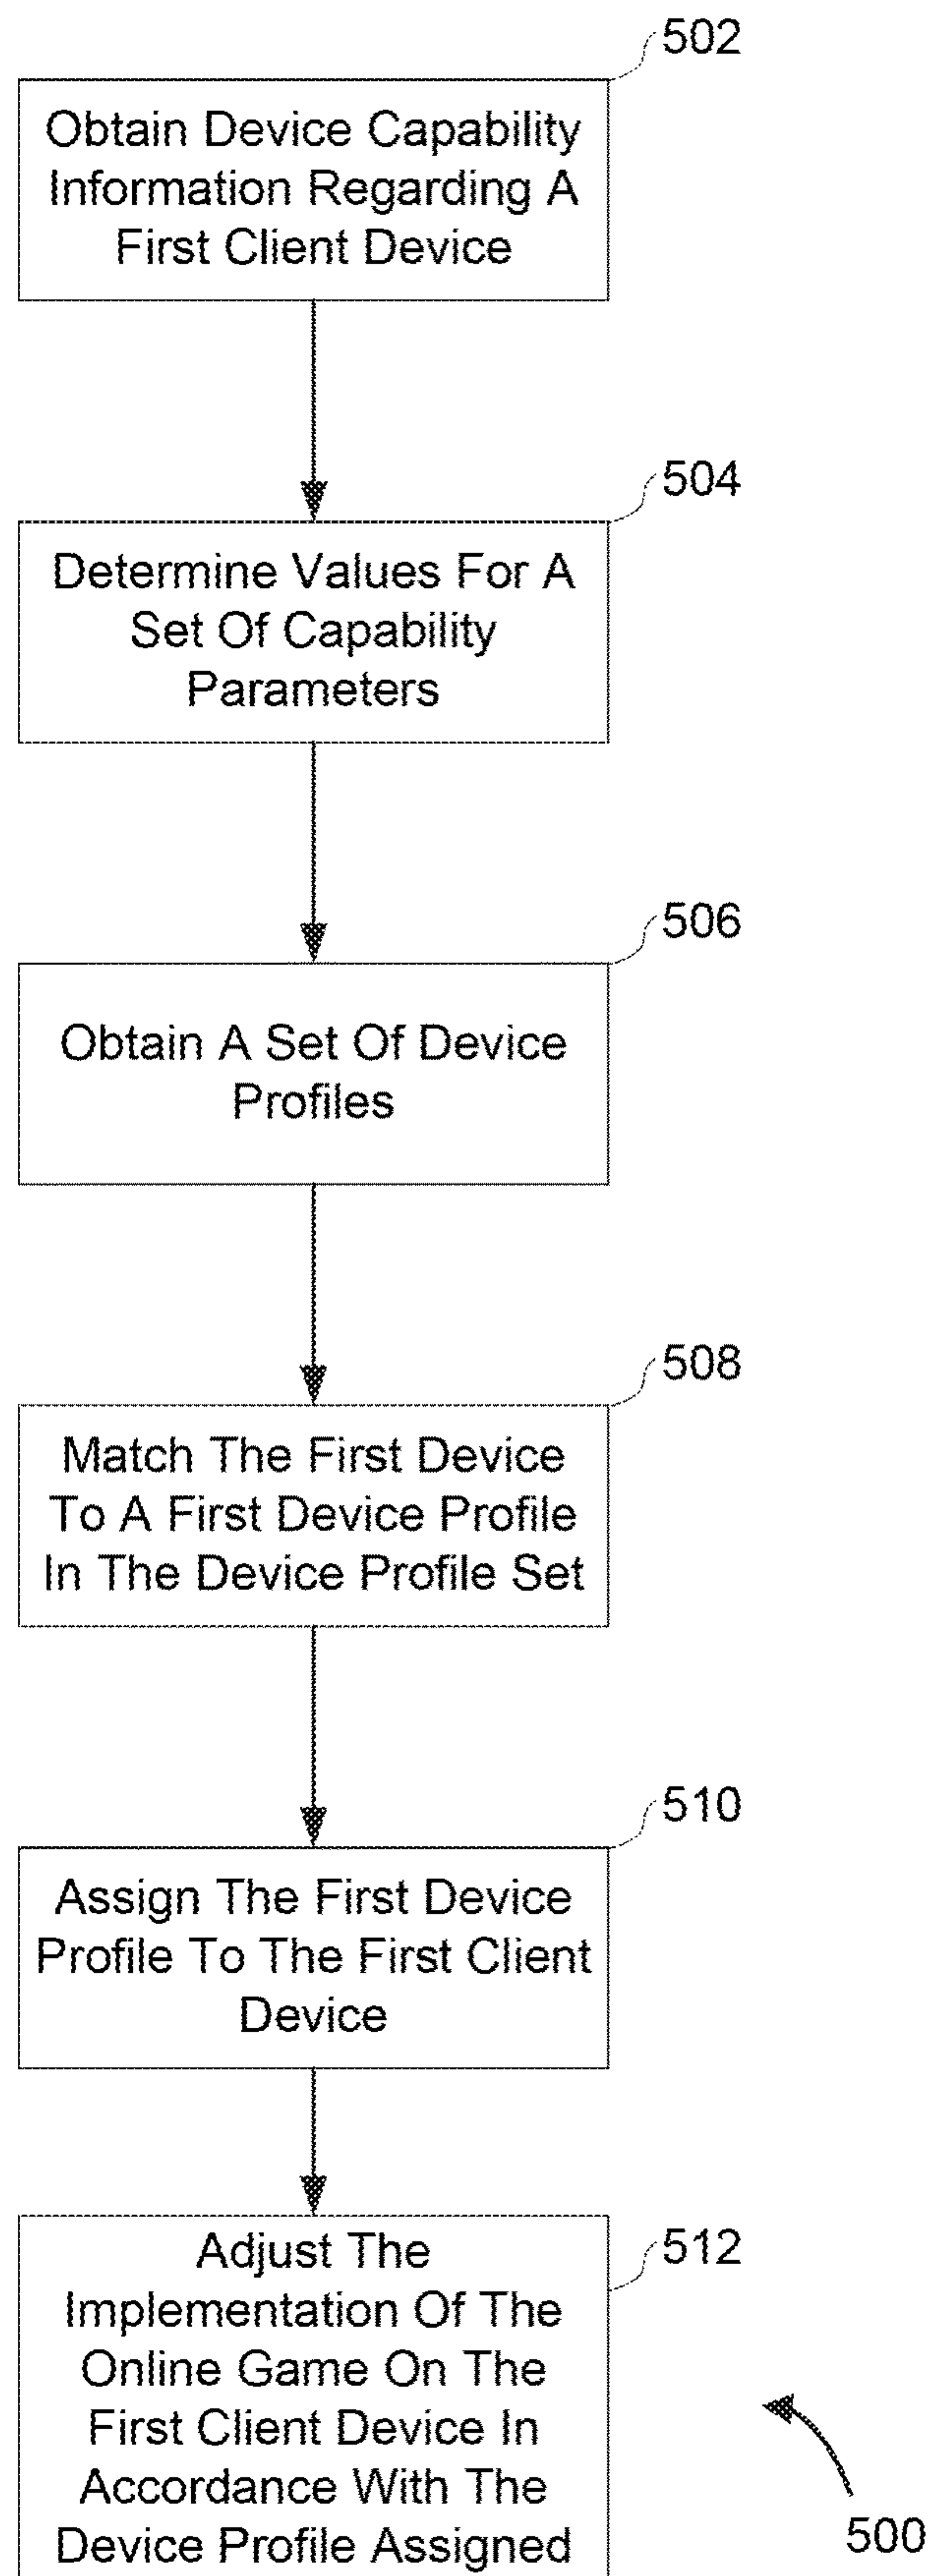 502
Obtain Device Capability
Information Regarding A
First Client Device
504
Determine Values For A
Set Of Capability
Parameters
506
Obtain A Set Of Device
Profiles
508
Match The First Device
To A First Device Profile
In The Device Profile Set
510
Assign The First Device
Profile To The First Client
Device
512
Adjust The
Implementation Of The
Online Game On The
First Client Device In
Accordance With The
Device Profile Assigned
500